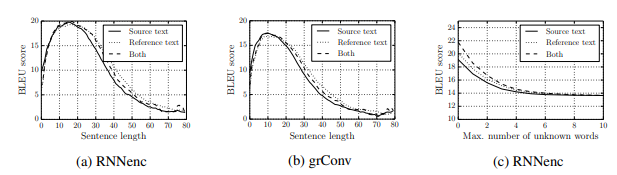 20
15
10
5
0
BLEU score
Source text
Reference text
Both
0 10 20 30 40 50 60 70 80
Sentence length
(a) RNNenc
20
15
10
5
0
BLEU score
Source text
Reference text
Both
0 10 20 30 40 50 60 70 80
Sentence length
(b) grConv
24
22
20
18
16
14
12
10
BLEU score
Source text
Reference text
Both
0 2 4 6 8 10
Max. number of unknown words
(c) RNNenc